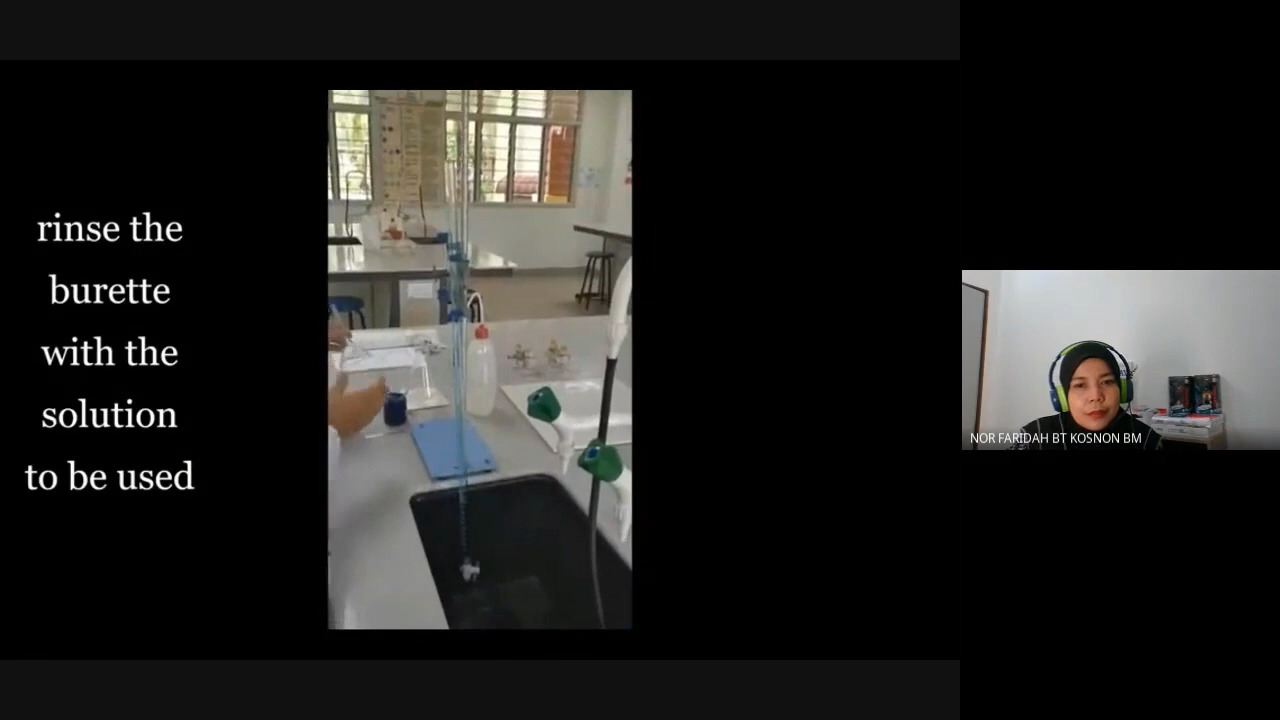 rinse the
burette
with the
solution
to be used
NOR FARIDAH BT KOSNON BM